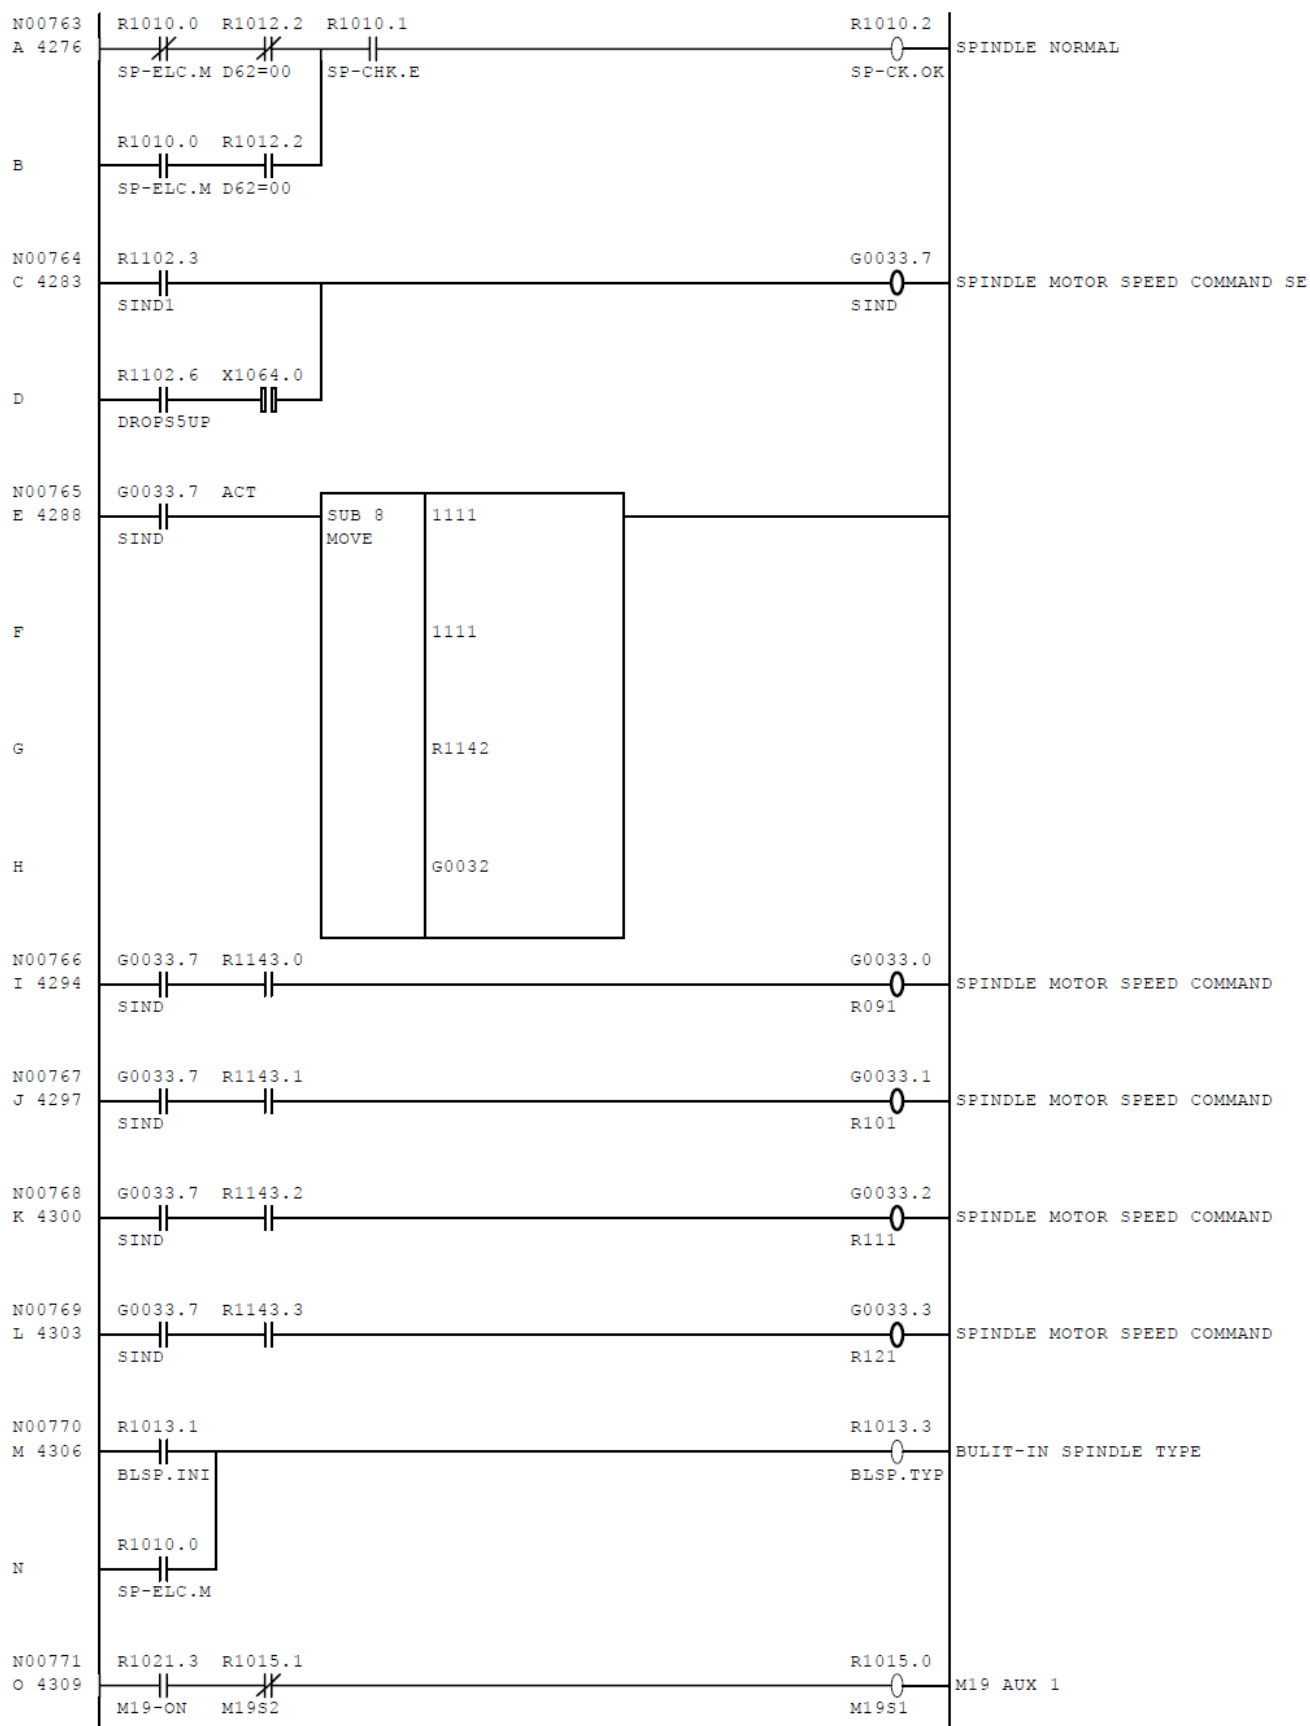 N00763 R1010.0 R1012.2 R1010.1 R1010.2
A 4276 SPINDLE NORMAL
SP-ELC.M D62=00 SP-CHK.E SP-CK.OK
R1010.0 R1012.2
B
SP-ELC.M D62=00
N00764 R1102.3 G0033.7
C 4283 SPINDLE MOTOR SPEED COMMAND SE
SIND1 SIND
R1102.6 X1064.0
D
DROPS5UP
N00765 G0033.7 ACT
E 4288 SUB 8 1111
SIND MOVE
F 1111
G R1142
H G0032
N00766 G0033.7 R1143.0 G0033.0
I 4294 SPINDLE MOTOR SPEED COMMAND
SIND R091
N00767 G0033.7 R1143.1 G0033.1
J 4297 SPINDLE MOTOR SPEED COMMAND
SIND R101
N00768 G0033.7 R1143.2 G0033.2
K 4300 SPINDLE MOTOR SPEED COMMAND
SIND R111
N00769 G0033.7 R1143.3 G0033.3
L 4303 SPINDLE MOTOR SPEED COMMAND
SIND R121
N00770 R1013.1 R1013.3
M 4306 BULIT-IN SPINDLE TYPE
BLSP.INI BLSP.TYP
R1010.0
N
SP-ELC.M
N00771 R1021.3 R1015.1 R1015.0
O 4309 M19 AUX 1
M19-ON M19S2 M19S1